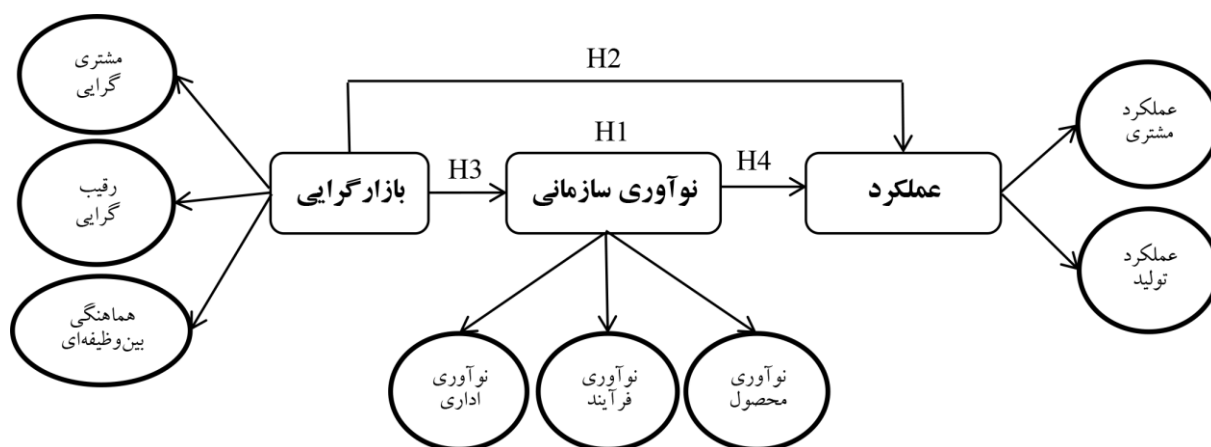 H2
مشتری
گرایی
عملکرد
مشتری
H1
H3
H4
رقیب
گرایی
بازارگرایی
نوآوری سازمانی
عملکرد
عملکرد
تولید
هماهنگی
بین‌وظیفه‌ای
نوآوری
محصول
نوآوری
فرآیند
نوآوری
اداری